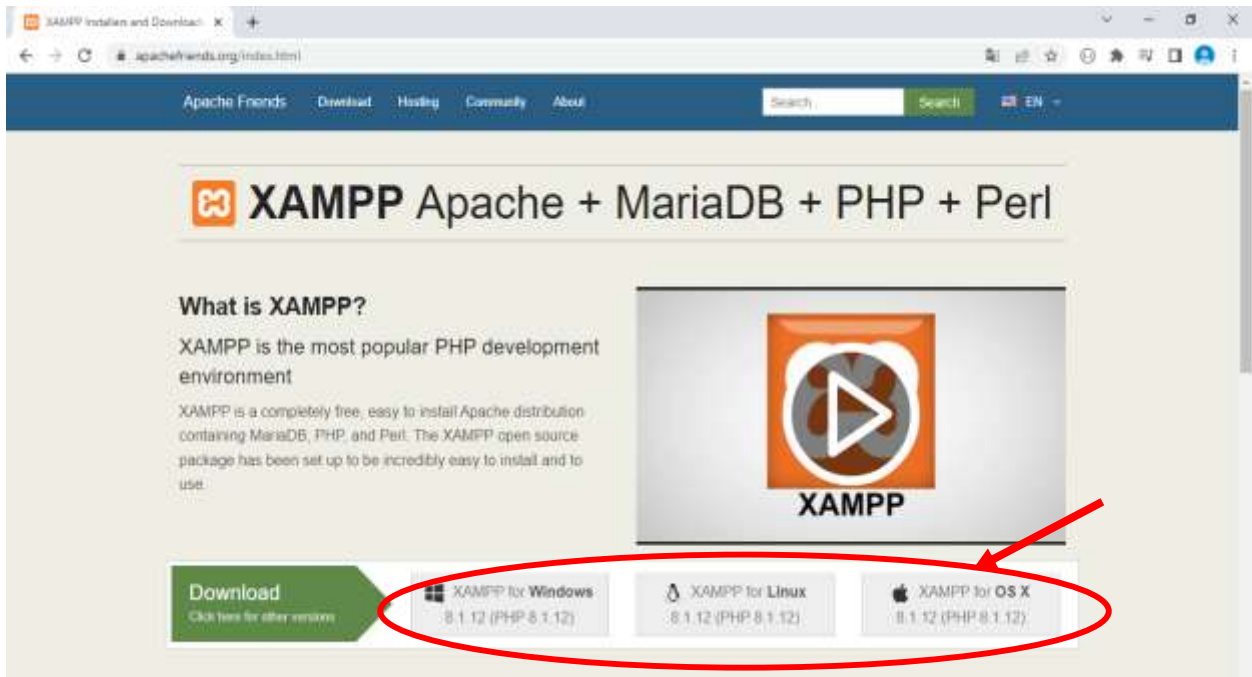 XAMPP Installers and Download
apachefriends.org/index.html
Apache Friends Download Hosting Community About Search... Search EN
XAMPP Apache + MariaDB + PHP + Perl
What is XAMPP?
XAMPP is the most popular PHP development
environment
XAMPP is a completely free, easy to install Apache distribution
containing MariaDB, PHP, and Perl. The XAMPP open source
package has been set up to be incredibly easy to install and to
use.
XAMPP
Download
Click here for other versions
XAMPP for Windows
8.1.12 (PHP 8.1.12)
XAMPP for Linux
8.1.12 (PHP 8.1.12)
XAMPP for OS X
8.1.12 (PHP 8.1.12)